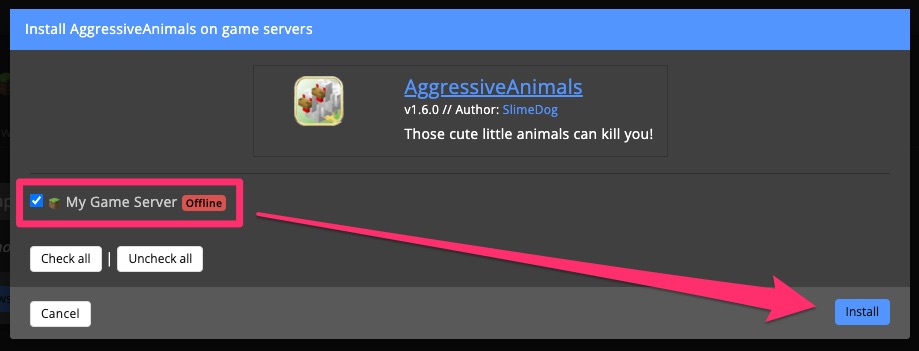 Install AggressiveAnimals on game servers
AggressiveAnimals
v1.6.0 // Author: SlimeDog
Those cute little animals can kill you!
My Game Server Offline
Check all | Uncheck all
Cancel
Install